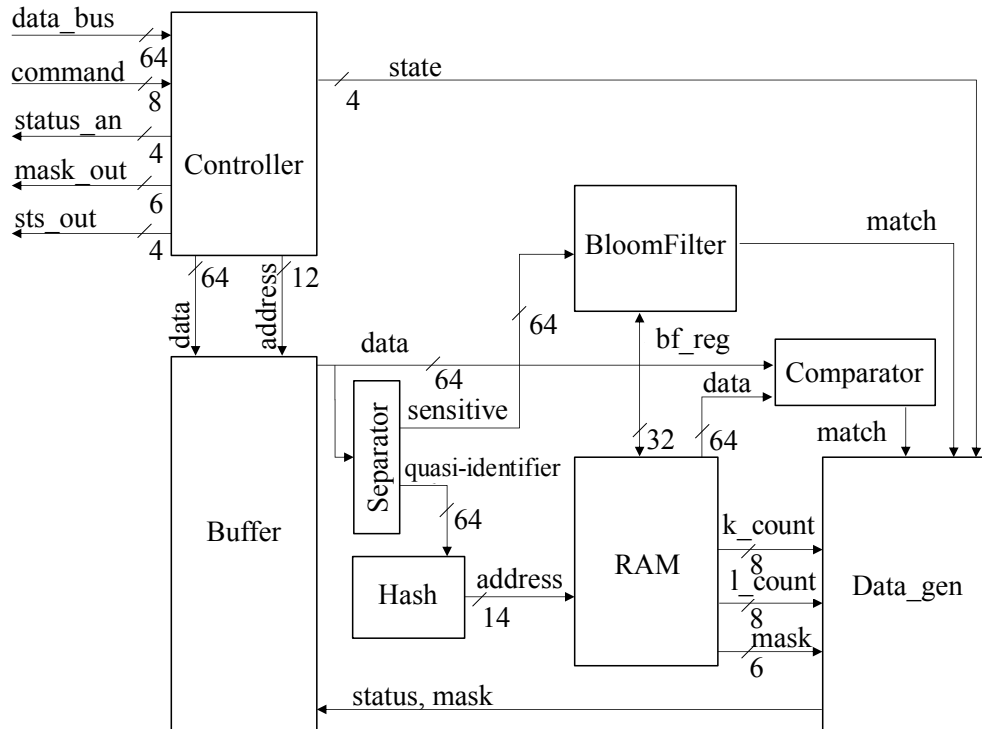 data_bus
64
command
8
status_an
4
mask_out
6
sts_out
4
Controller
state
4
64
data
12
address
BloomFilter
match
64
bf_reg
32
data
64
Comparator
data
64
match
Separator
sensitive
quasi-identifier
64
Buffer
Hash
address
14
RAM
k_count
8
l_count
8
mask
6
Data_gen
status, mask